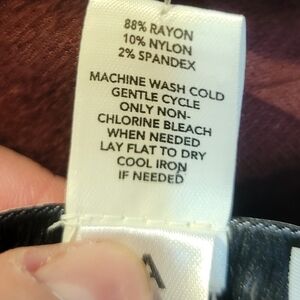 88% RAYON
10% NYLON
2% SPANDEX
MACHINE WASH COLD
GENTLE CYCLE
ONLY NON-
CHLORINE BLEACH
WHEN NEEDED
LAY FLAT TO DRY
COOL IRON
IF NEEDED
A